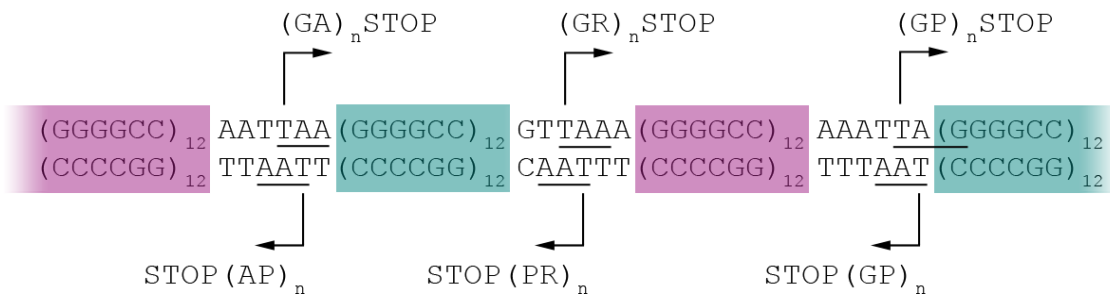 (GA)nSTOP (GR)nSTOP (GP)nSTOP
(GGGGCC)12 AATTAA(GGGGCC)12 GTTAAA(GGGGCC)12 AAATTA(GGGGCC)12
(CCCCGG)12 TTAATT(CCCCGG)12 CAATTT(CCCCGG)12 TTTAAT(CCCCGG)12
STOP(AP)n STOP(PR)n STOP(GP)n